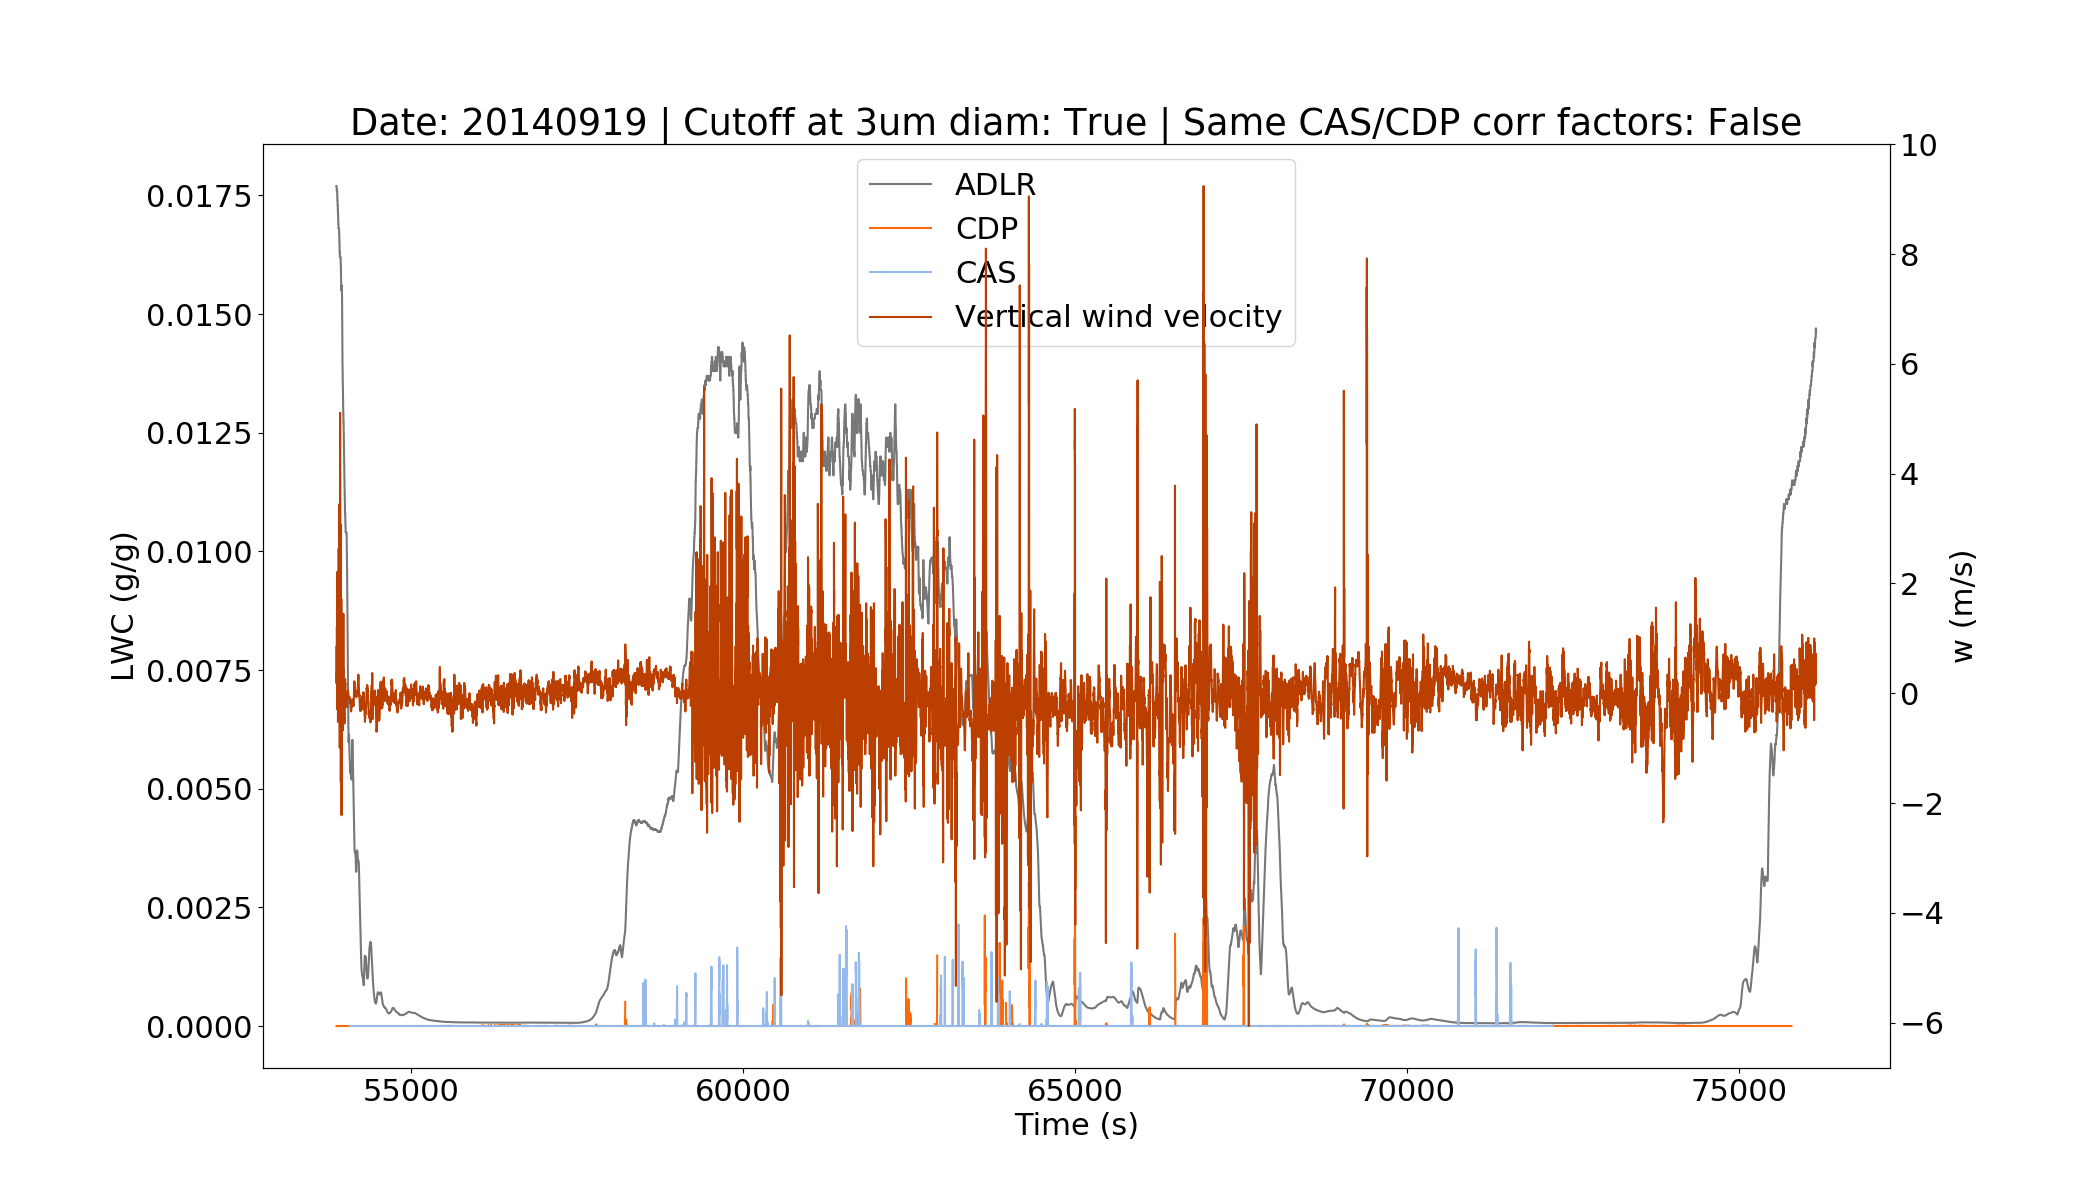 Date: 20140919 | Cutoff at 3um diam: True | Same CAS/CDP corr factors: False
ADLR
CDP
CAS
Vertical wind velocity
LWC (g/g)
0.0175
0.0150
0.0125
0.0100
0.0075
0.0050
0.0025
0.0000
10
8
6
4
2
0
−2
−4
−6
w (m/s)
55000 60000 65000 70000 75000
Time (s)